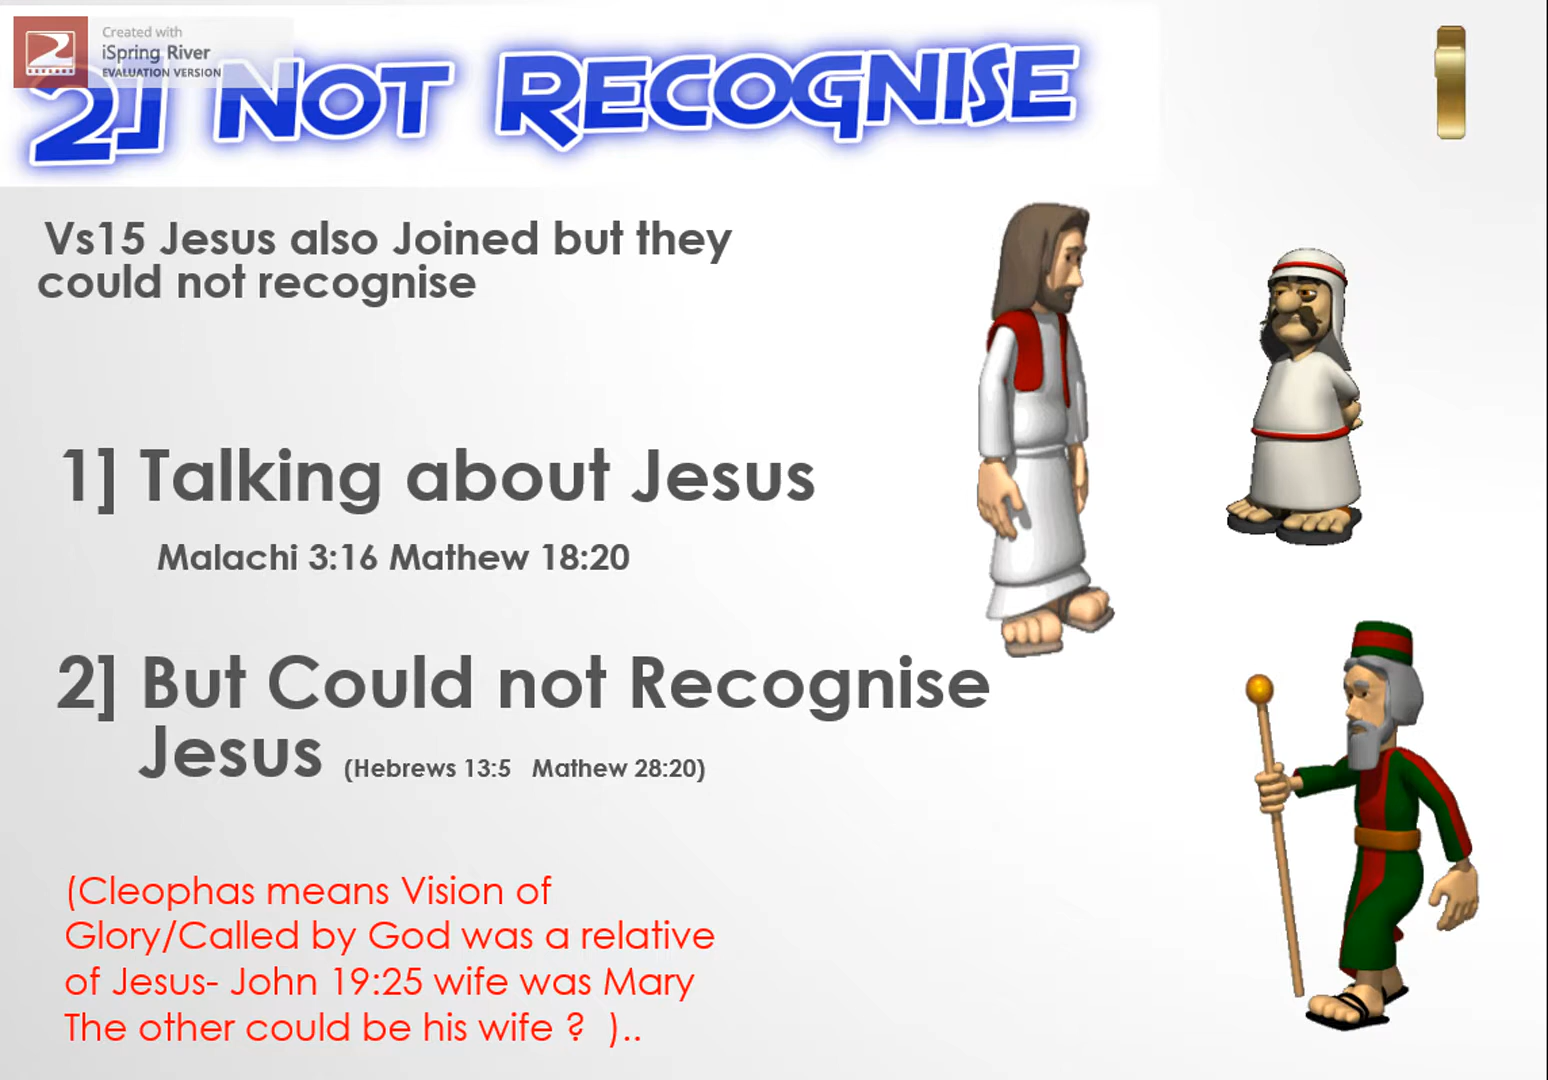 Created with
iSpring River
EVALUATION VERSION
2] NOT RECOGNISE
Vs15 Jesus also Joined but they
could not recognise
1] Talking about Jesus
Malachi 3:16 Mathew 18:20
2] But Could not Recognise
Jesus (Hebrews 13:5 Mathew 28:20)
(Cleophas means Vision of
Glory/Called by God was a relative
of Jesus- John 19:25 wife was Mary
The other could be his wife ? )..